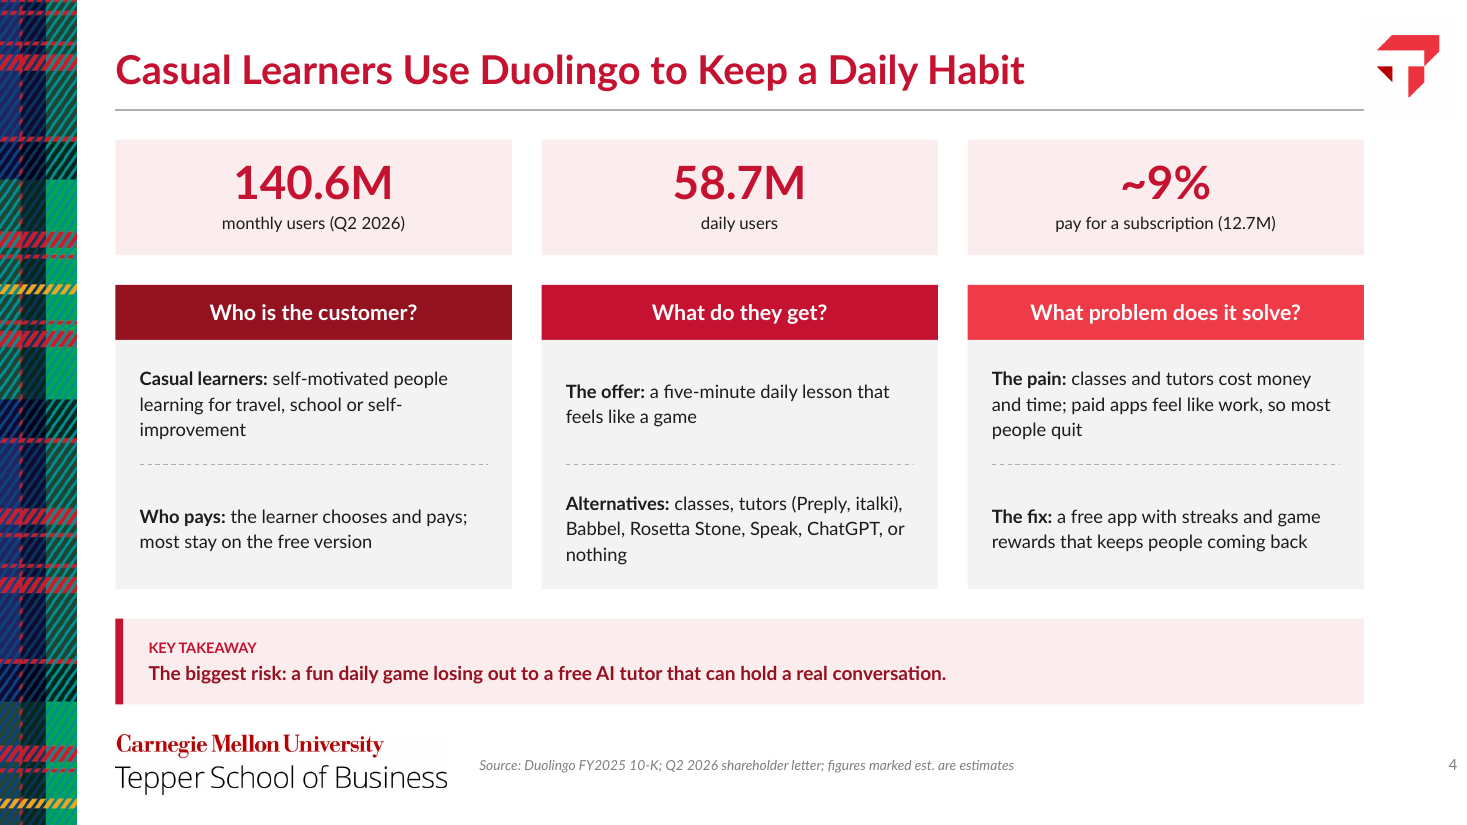 Casual Learners Use Duolingo to Keep a Daily Habit
140.6M
monthly users (Q2 2026)
58.7M
daily users
~9%
pay for a subscription (12.7M)
Who is the customer?
Casual learners: self-motivated people
learning for travel, school or self-
improvement
Who pays: the learner chooses and pays;
most stay on the free version
What do they get?
The offer: a five-minute daily lesson that
feels like a game
Alternatives: classes, tutors (Preply, italki),
Babbel, Rosetta Stone, Speak, ChatGPT, or
nothing
What problem does it solve?
The pain: classes and tutors cost money
and time; paid apps feel like work, so most
people quit
The fix: a free app with streaks and game
rewards that keeps people coming back
KEY TAKEAWAY
The biggest risk: a fun daily game losing out to a free AI tutor that can hold a real conversation.
Carnegie Mellon University
Tepper School of Business
Source: Duolingo FY2025 10-K; Q2 2026 shareholder letter; figures marked est. are estimates
4